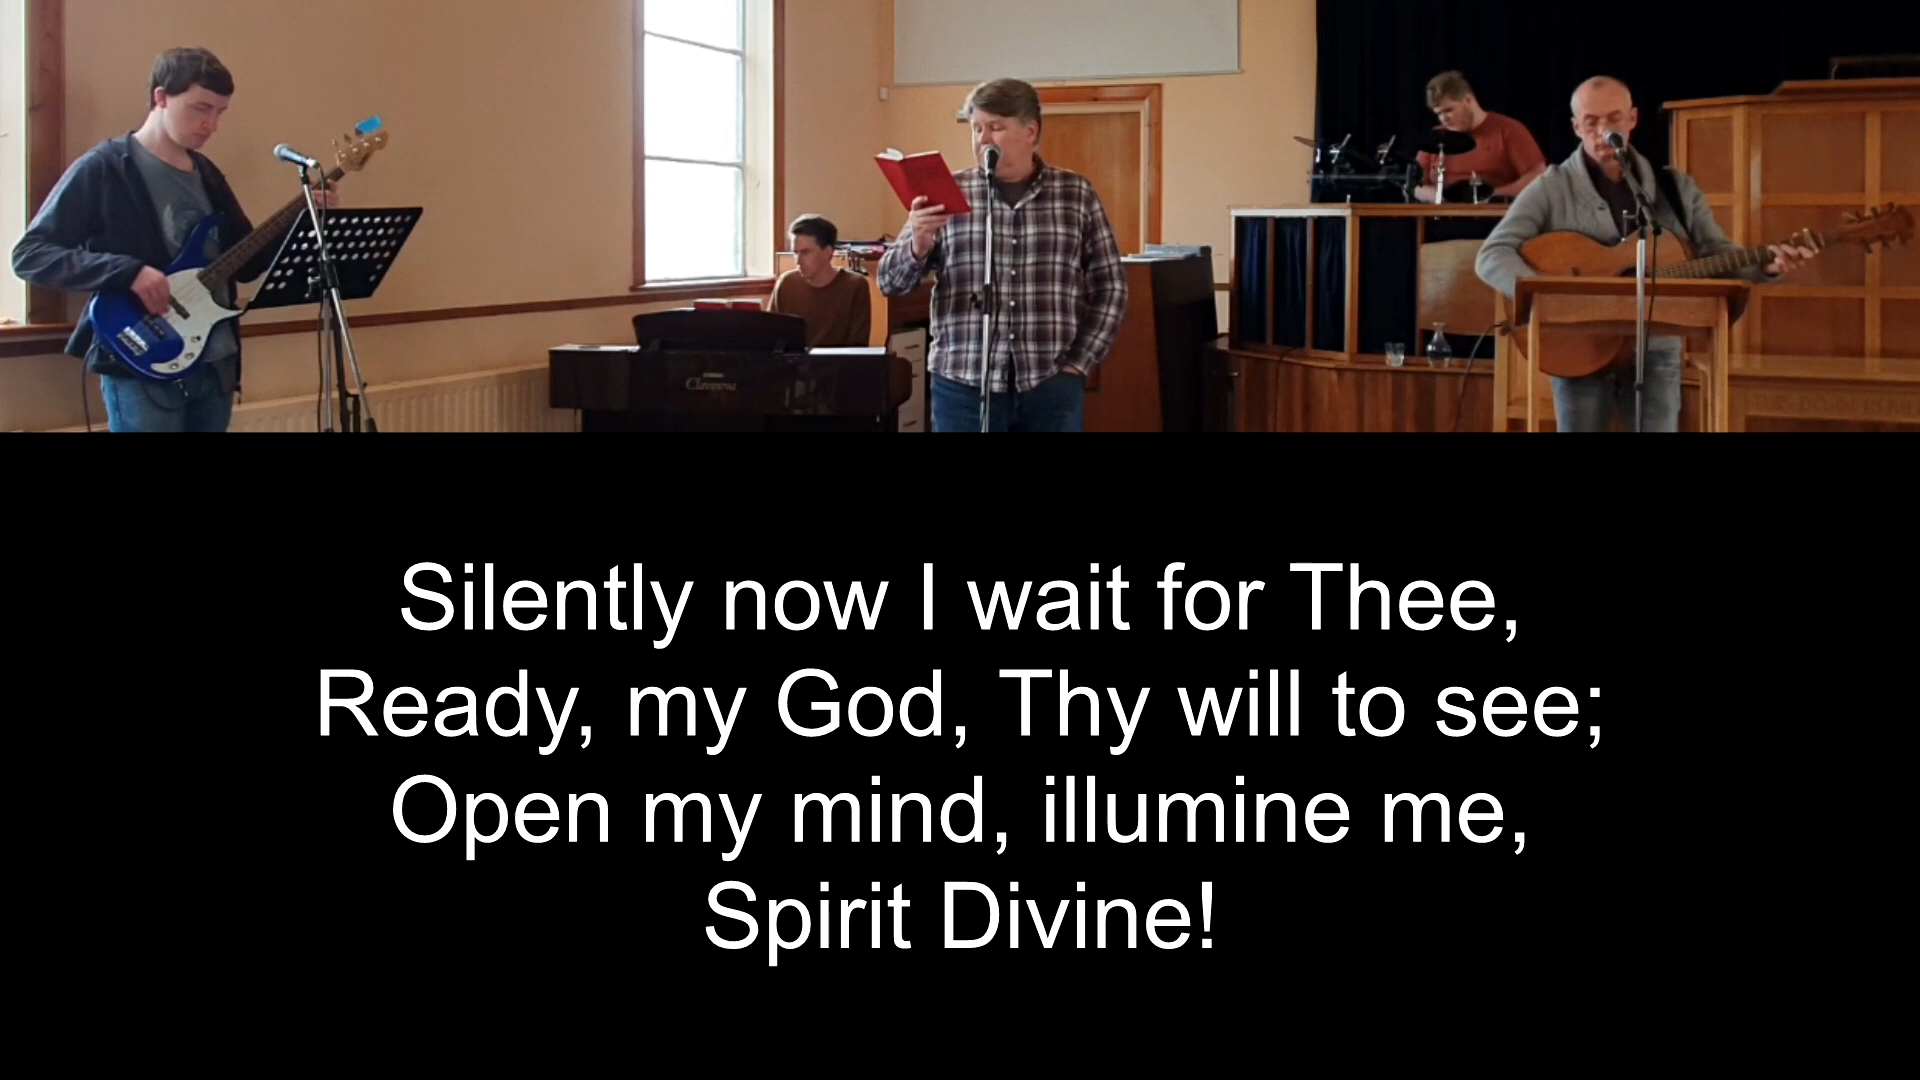 Clavinova
Silently now I wait for Thee,
Ready, my God, Thy will to see;
Open my mind, illumine me,
Spirit Divine!